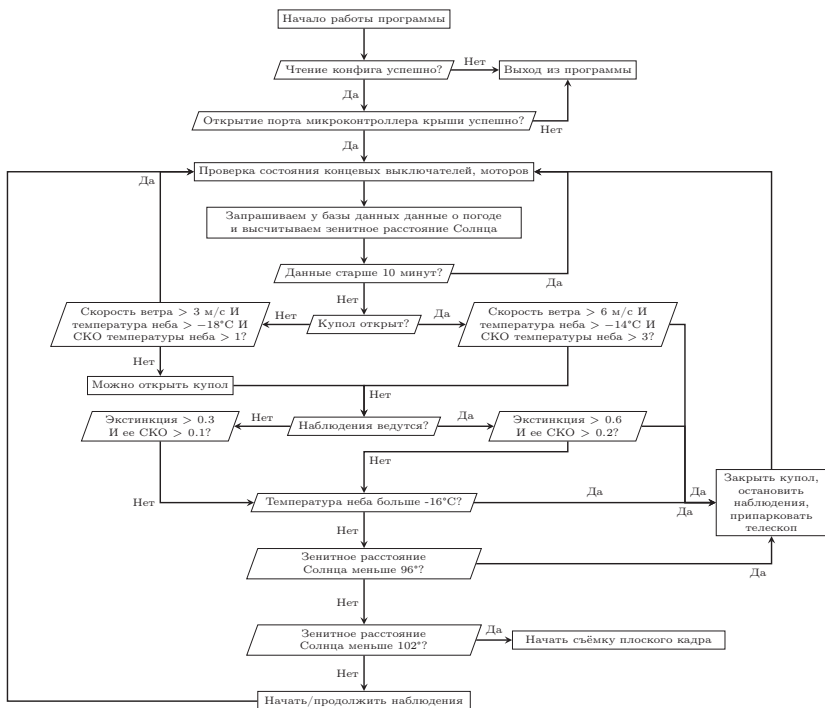 Начало работы программы
Чтение конфига успешно?
Нет
Выход из программы
Да
Открытие порта микроконтроллера крыши успешно?
Нет
Да
Проверка состояния концевых выключателей, моторов
Да
Запрашиваем у базы данных данные о погоде
и высчитываем зенитное расстояние Солнца
Данные старше 10 минут?
Да
Нет
Скорость ветра > 3 м/с И
температура неба > −18°C И
СКО температуры неба > 1?
Нет
Купол открыт?
Да
Скорость ветра > 6 м/с И
температура неба > −14°C И
СКО температуры неба > 3?
Нет
Можно открыть купол
Нет
Экстинкция > 0.3
И ее СКО > 0.1?
Нет
Наблюдения ведутся?
Да
Экстинкция > 0.6
И ее СКО > 0.2?
Нет
Нет
Температура неба больше -16°C?
Да
Да
Да
Закрыть купол,
остановить
наблюдения,
припарковать
телескоп
Нет
Зенитное расстояние
Солнца меньше 96°?
Да
Нет
Зенитное расстояние
Солнца меньше 102°?
Да
Начать съёмку плоского кадра
Нет
Начать/продолжить наблюдения